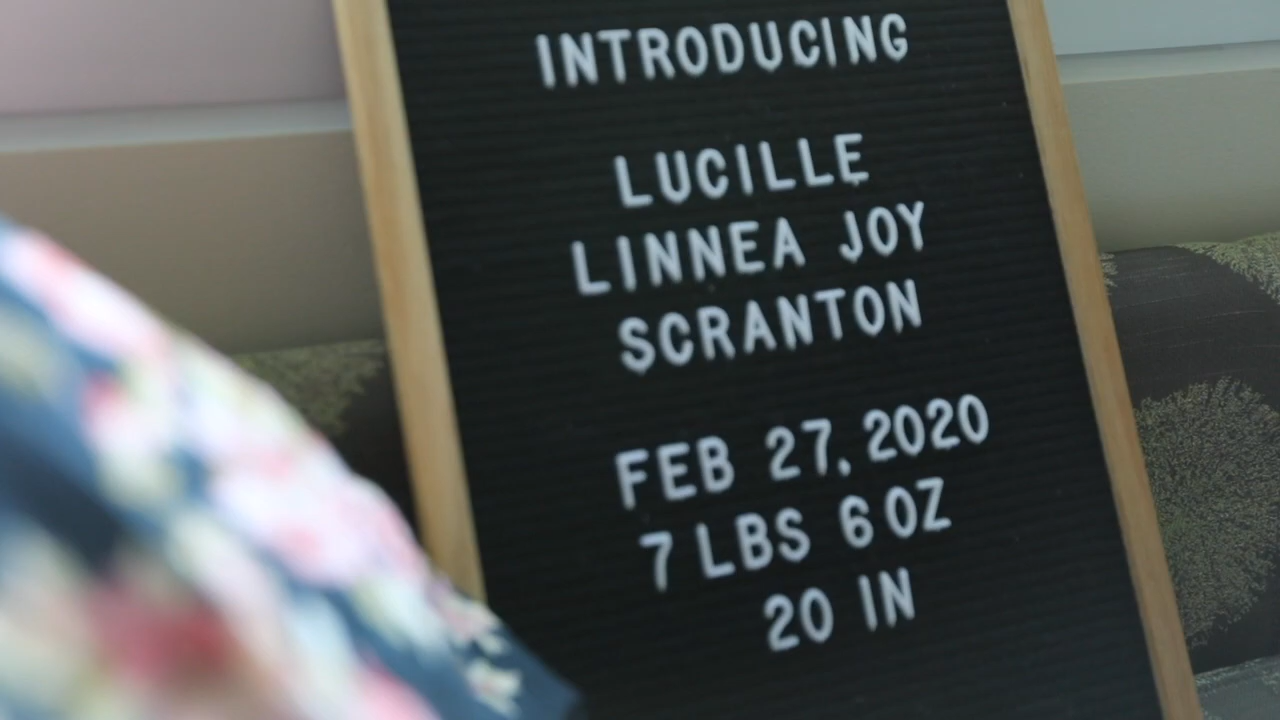 INTRODUCING
LUCILLE
LINNEA JOY
SCRANTON
FEB 27, 2020
7 LBS 6 OZ
20 IN